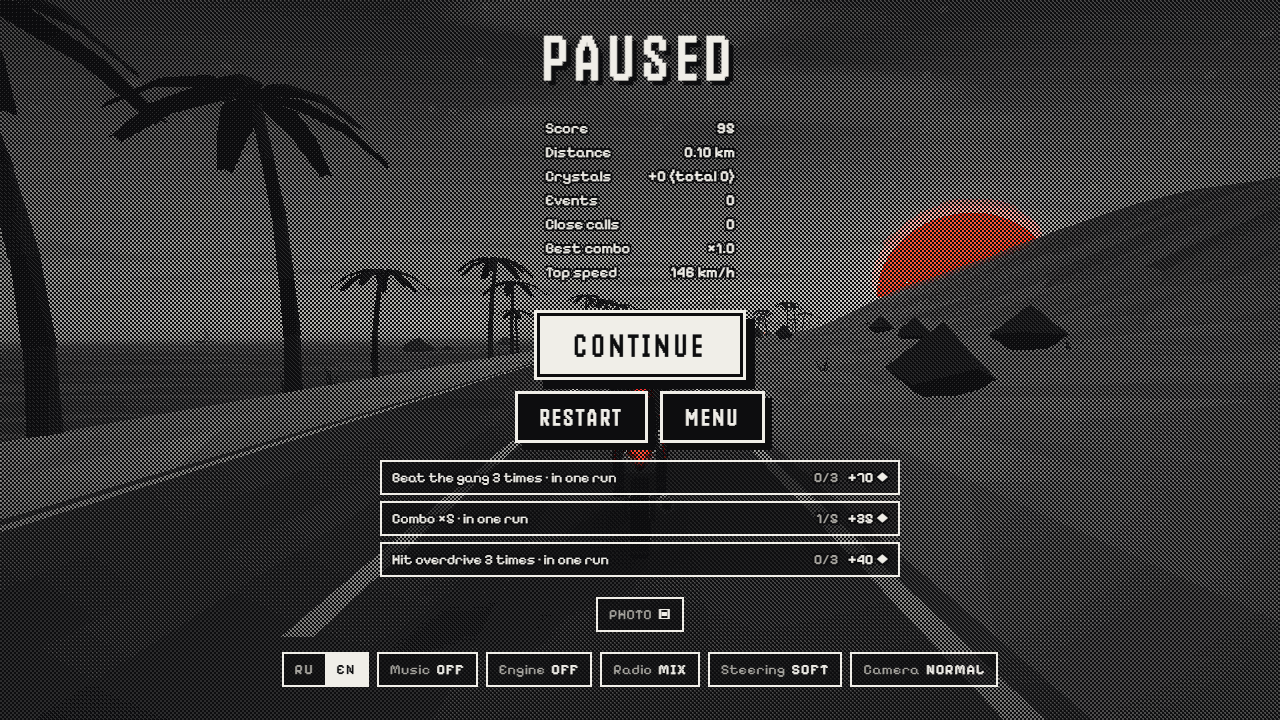 PAUSED
Score 95
Distance 0.10 km
Crystals +0 (total 0)
Events 0
Close calls 0
Best combo ×1.0
Top speed 146 km/h
CONTINUE
RESTART MENU
Beat the gang 3 times · in one run 0/3 +70
Combo ×5 · in one run 1/5 +35
Hit overdrive 3 times · in one run 0/3 +40
PHOTO
RU EN Music OFF Engine OFF Radio MIX Steering SOFT Camera NORMAL